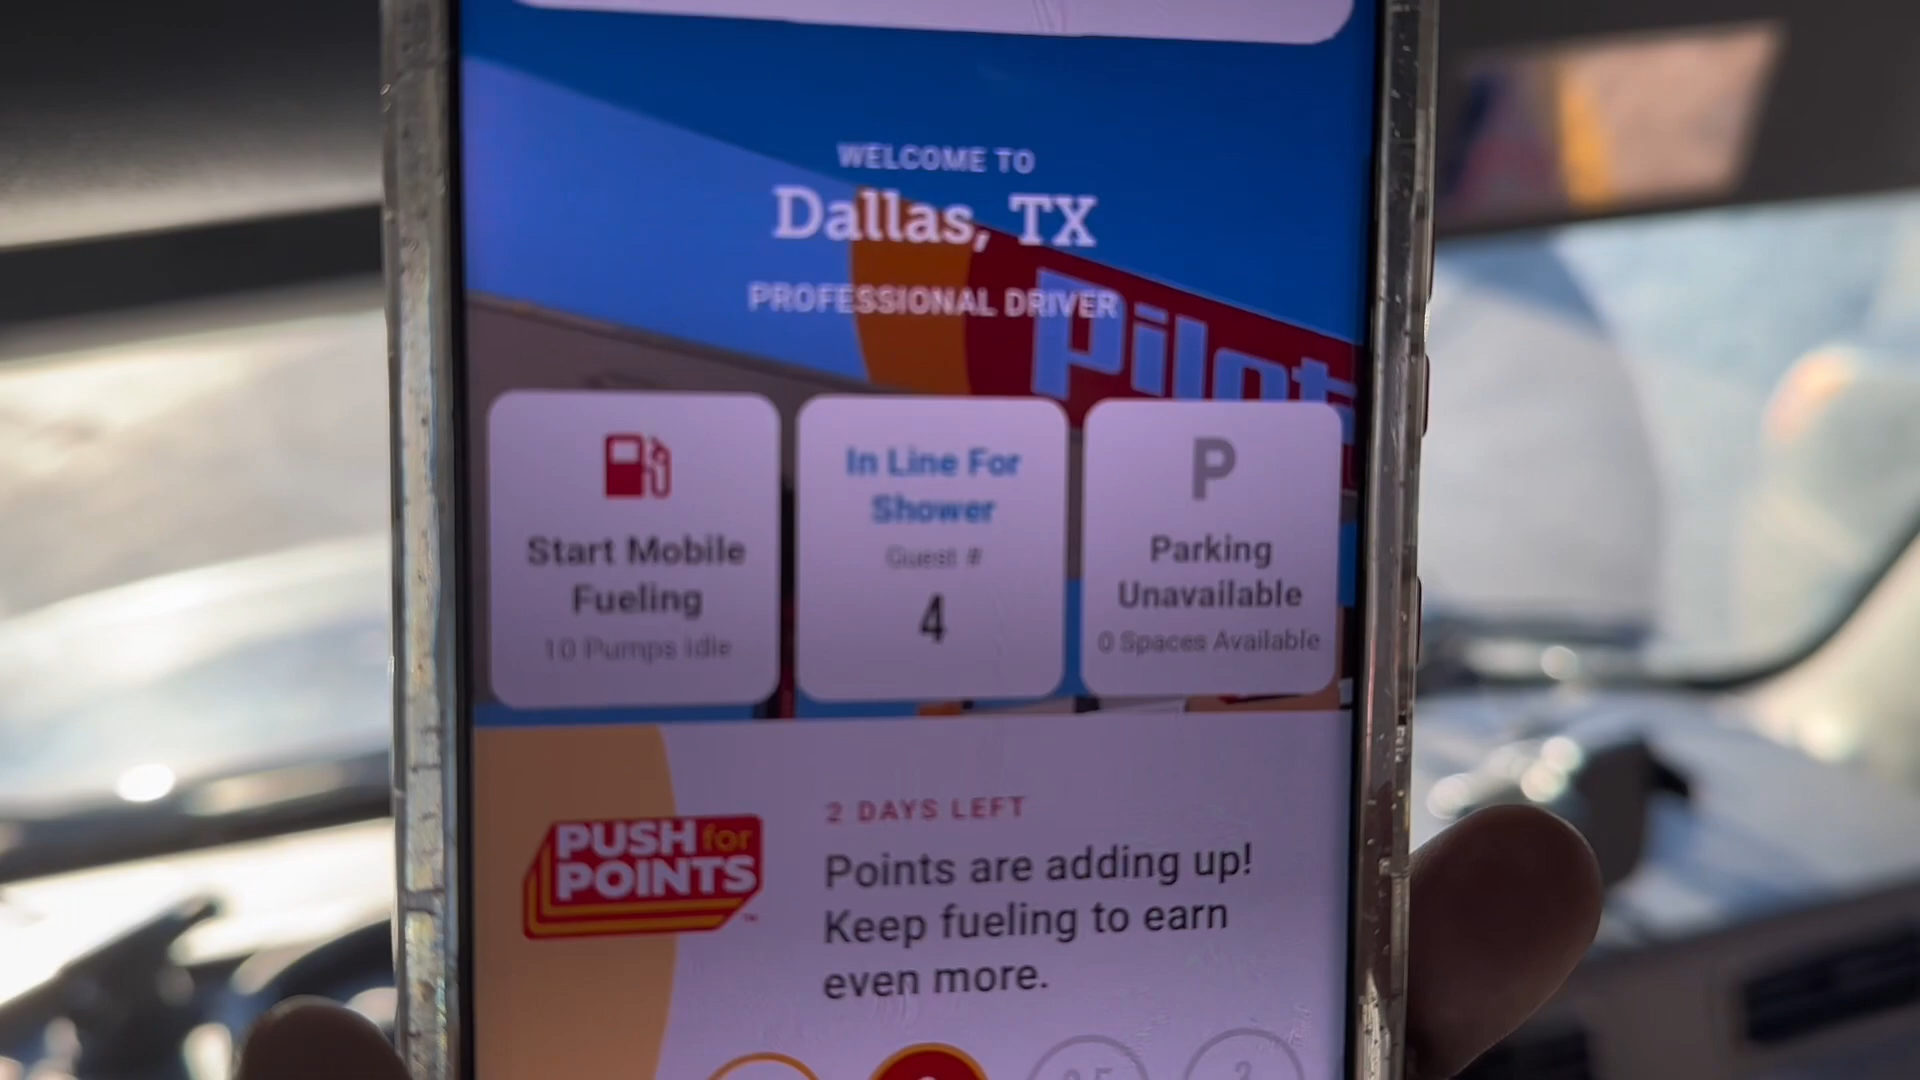 WELCOME TO
Dallas, TX
PROFESSIONAL DRIVER
Pilot
Start Mobile
Fueling
10 Pumps Idle
In Line For
Shower
Guest #
4
P
Parking
Unavailable
0 Spaces Available
PUSH for
POINTS
2 DAYS LEFT
Points are adding up!
Keep fueling to earn
even more.